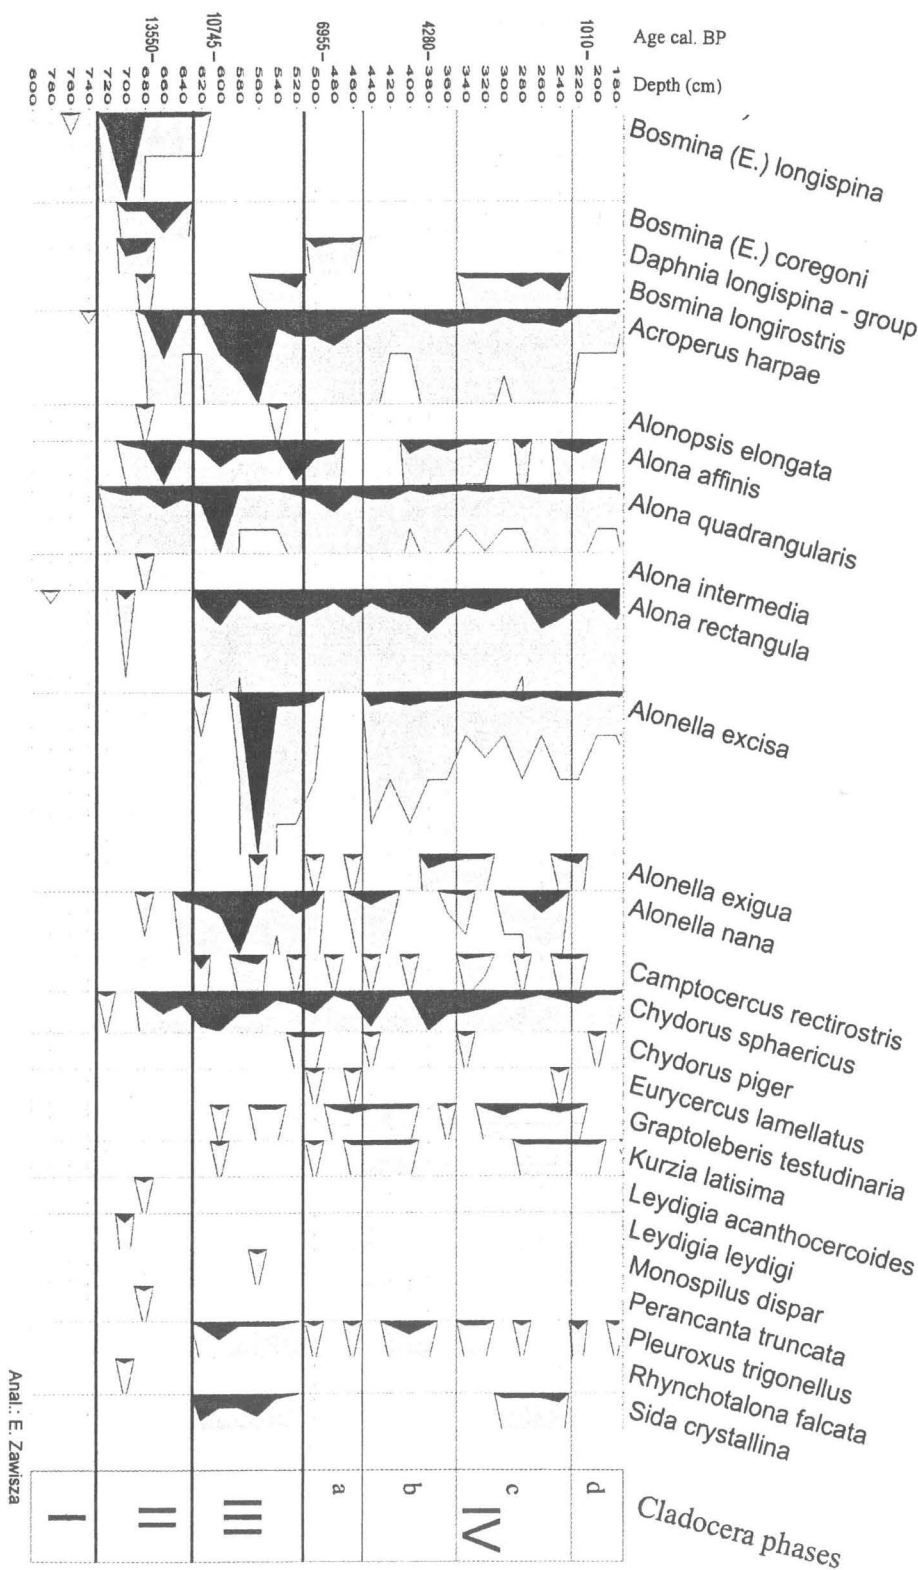 Age cal. BP
1010-
4280-
6955-
10745-
13550-
Depth (cm)
180
200
220
240
260
280
300
320
340
360
380
400
420
440
460
480
500
520
540
560
580
600
620
640
660
680
700
720
740
760
780
800
Bosmina (E.) longispina
Bosmina (E.) coregoni
Daphnia longispina - group
Bosmina longirostris
Acroperus harpae
Alonopsis elongata
Alona affinis
Alona quadrangularis
Alona intermedia
Alona rectangula
Alonella excisa
Alonella exigua
Alonella nana
Camptocercus rectirostris
Chydorus sphaericus
Chydorus piger
Eurycercus lamellatus
Graptoleberis testudinaria
Kurzia latisima
Leydigia acanthocercoides
Leydigia leydigi
Monospilus dispar
Perancanta truncata
Pleuroxus trigonellus
Rhynchotalona falcata
Sida crystallina
Cladocera phases
d
c
b
a
IV
III
II
I
Anal.: E. Zawisza